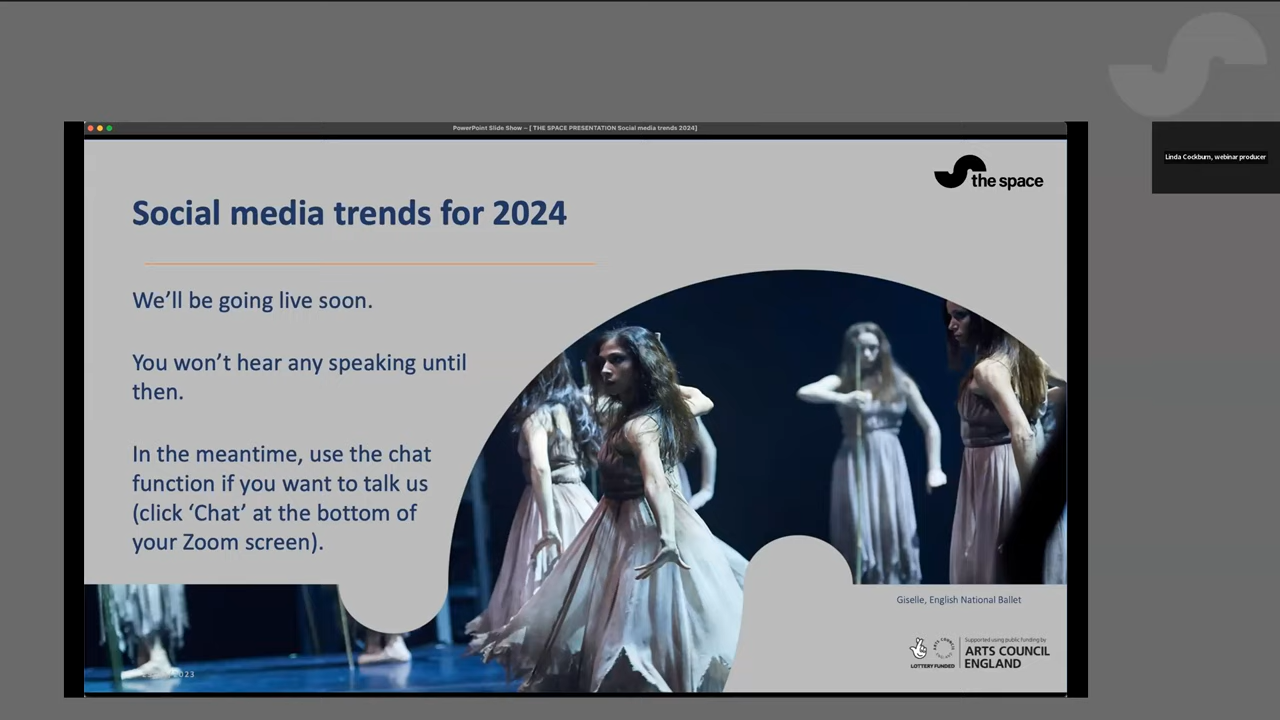 PowerPoint Slide Show - [ THE SPACE PRESENTATION Social media trends 2024]
the space
Linda Cockburn, webinar producer
Social media trends for 2024
We’ll be going live soon.
You won’t hear any speaking until
then.
In the meantime, use the chat
function if you want to talk us
(click ‘Chat’ at the bottom of
your Zoom screen).
Giselle, English National Ballet
LOTTERY FUNDED
Supported using public funding by
ARTS COUNCIL
ENGLAND